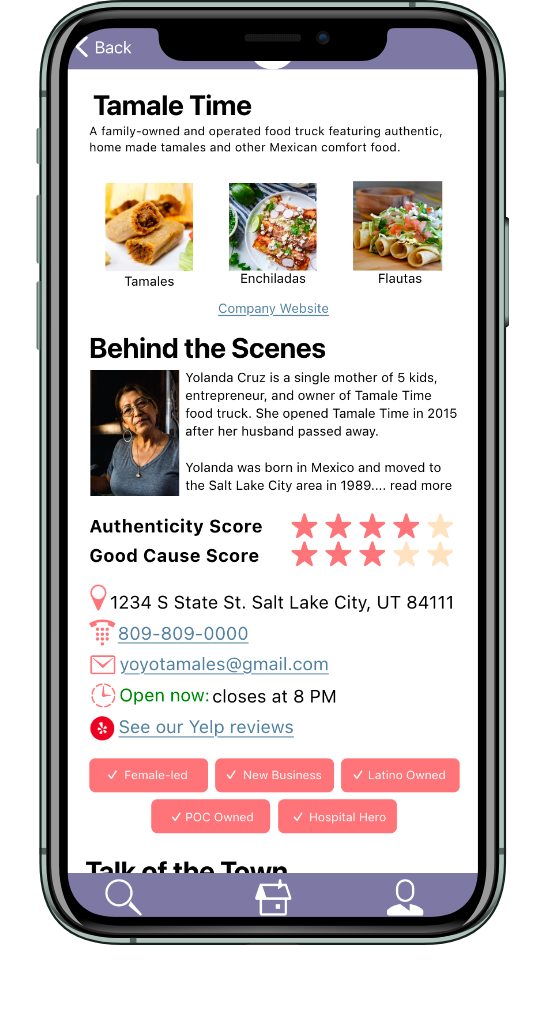 Back
Tamale Time
A family-owned and operated food truck featuring authentic,
home made tamales and other Mexican comfort food.
Tamales
Enchiladas
Flautas
Company Website
Behind the Scenes
Yolanda Cruz is a single mother of 5 kids,
entrepreneur, and owner of Tamale Time
food truck. She opened Tamale Time in 2015
after her husband passed away.
Yolanda was born in Mexico and moved to
the Salt Lake City area in 1989.... read more
Authenticity Score
Good Cause Score
1234 S State St. Salt Lake City, UT 84111
809-809-0000
yoyotamales@gmail.com
Open now: closes at 8 PM
See our Yelp reviews
✓ Female-led
✓ New Business
✓ Latino Owned
✓ POC Owned
✓ Hospital Hero
Talk of the Town